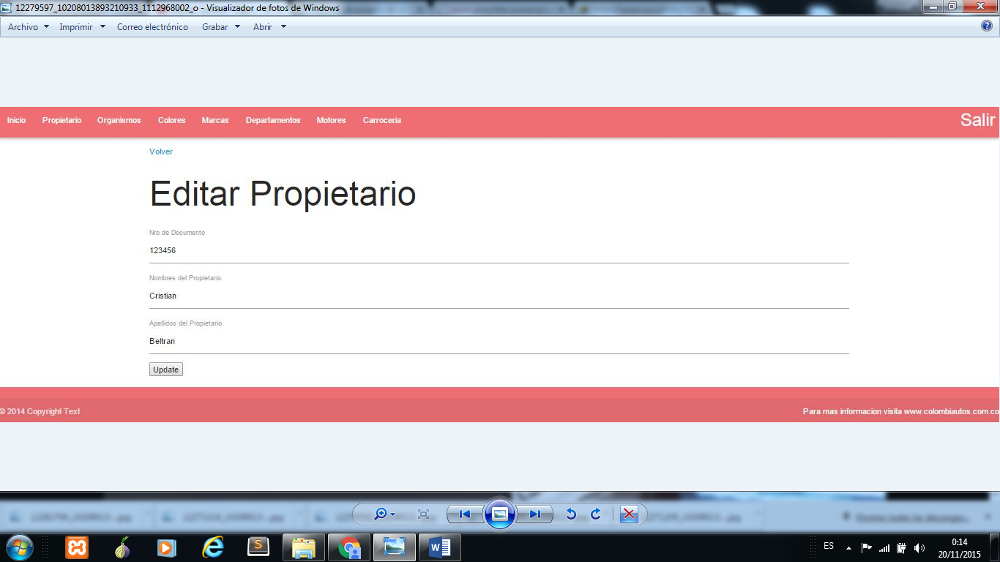 12279597_10208013893210933_1112968002_o - Visualizador de fotos de Windows
Archivo Imprimir Correo electrónico Grabar Abrir
Inicio Propietario Organismos Colores Marcas Departamentos Motores Carroceria Salir
Volver
Editar Propietario
Nro de Documento
123456
Nombres del Propietario
Cristian
Apellidos del Propietario
Beltran
Update
© 2014 Copyright Text Para mas informacion visita www.colombiautos.com.co
ES 0:14
20/11/2015